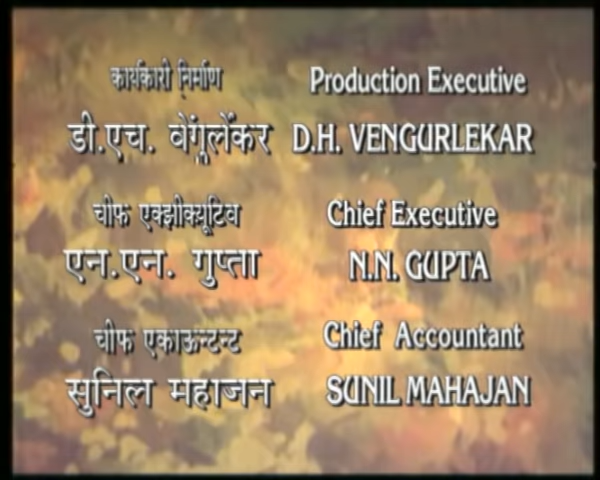 कार्यकारी निर्माण Production Executive
डी.एच. वेंगुर्लेकर D.H. VENGURLEKAR
चीफ एक्झीक्यूटिव Chief Executive
एन.एन. गुप्ता N.N. GUPTA
चीफ एकाऊन्टन्ट Chief Accountant
सुनिल महाजन SUNIL MAHAJAN